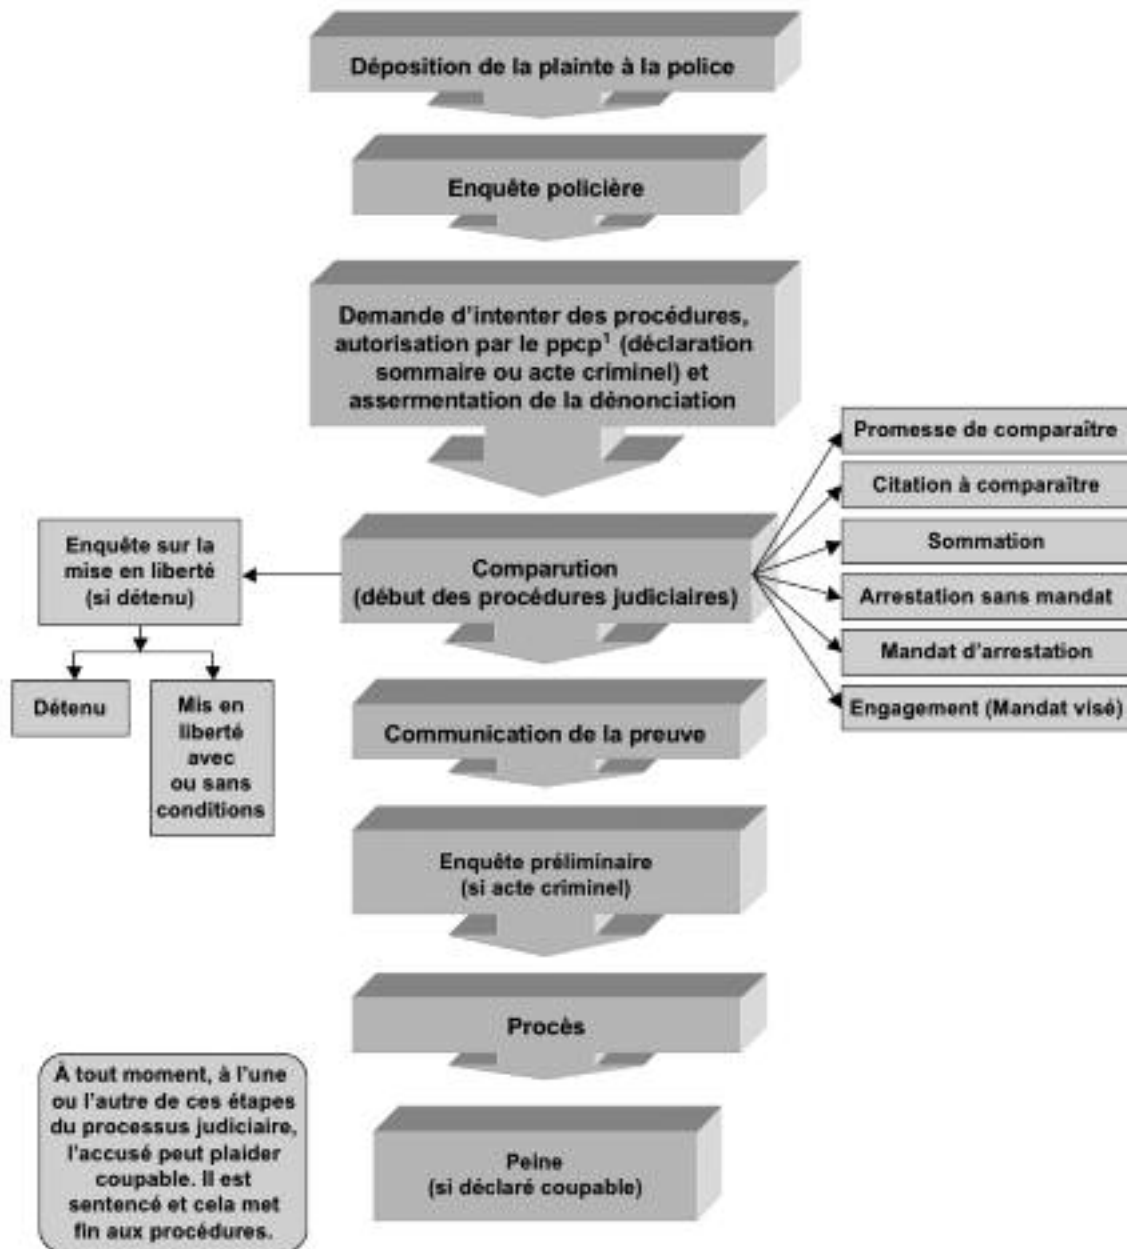 Déposition de la plainte à la police
Enquête policière
Demande d'intenter des procédures,
autorisation par le ppcp¹ (déclaration
sommaire ou acte criminel) et
assermentation de la dénonciation
Promesse de comparaître
Citation à comparaître
Sommation
Arrestation sans mandat
Mandat d'arrestation
Engagement (Mandat visé)
Comparution
(début des procédures judiciaires)
Enquête sur la
mise en liberté
(si détenu)
Détenu
Mis en
liberté
avec
ou sans
conditions
Communication de la preuve
Enquête préliminaire
(si acte criminel)
Procès
Peine
(si déclaré coupable)
À tout moment, à l'une
ou l'autre de ces étapes
du processus judiciaire,
l'accusé peut plaider
coupable. Il est
sentencé et cela met
fin aux procédures.